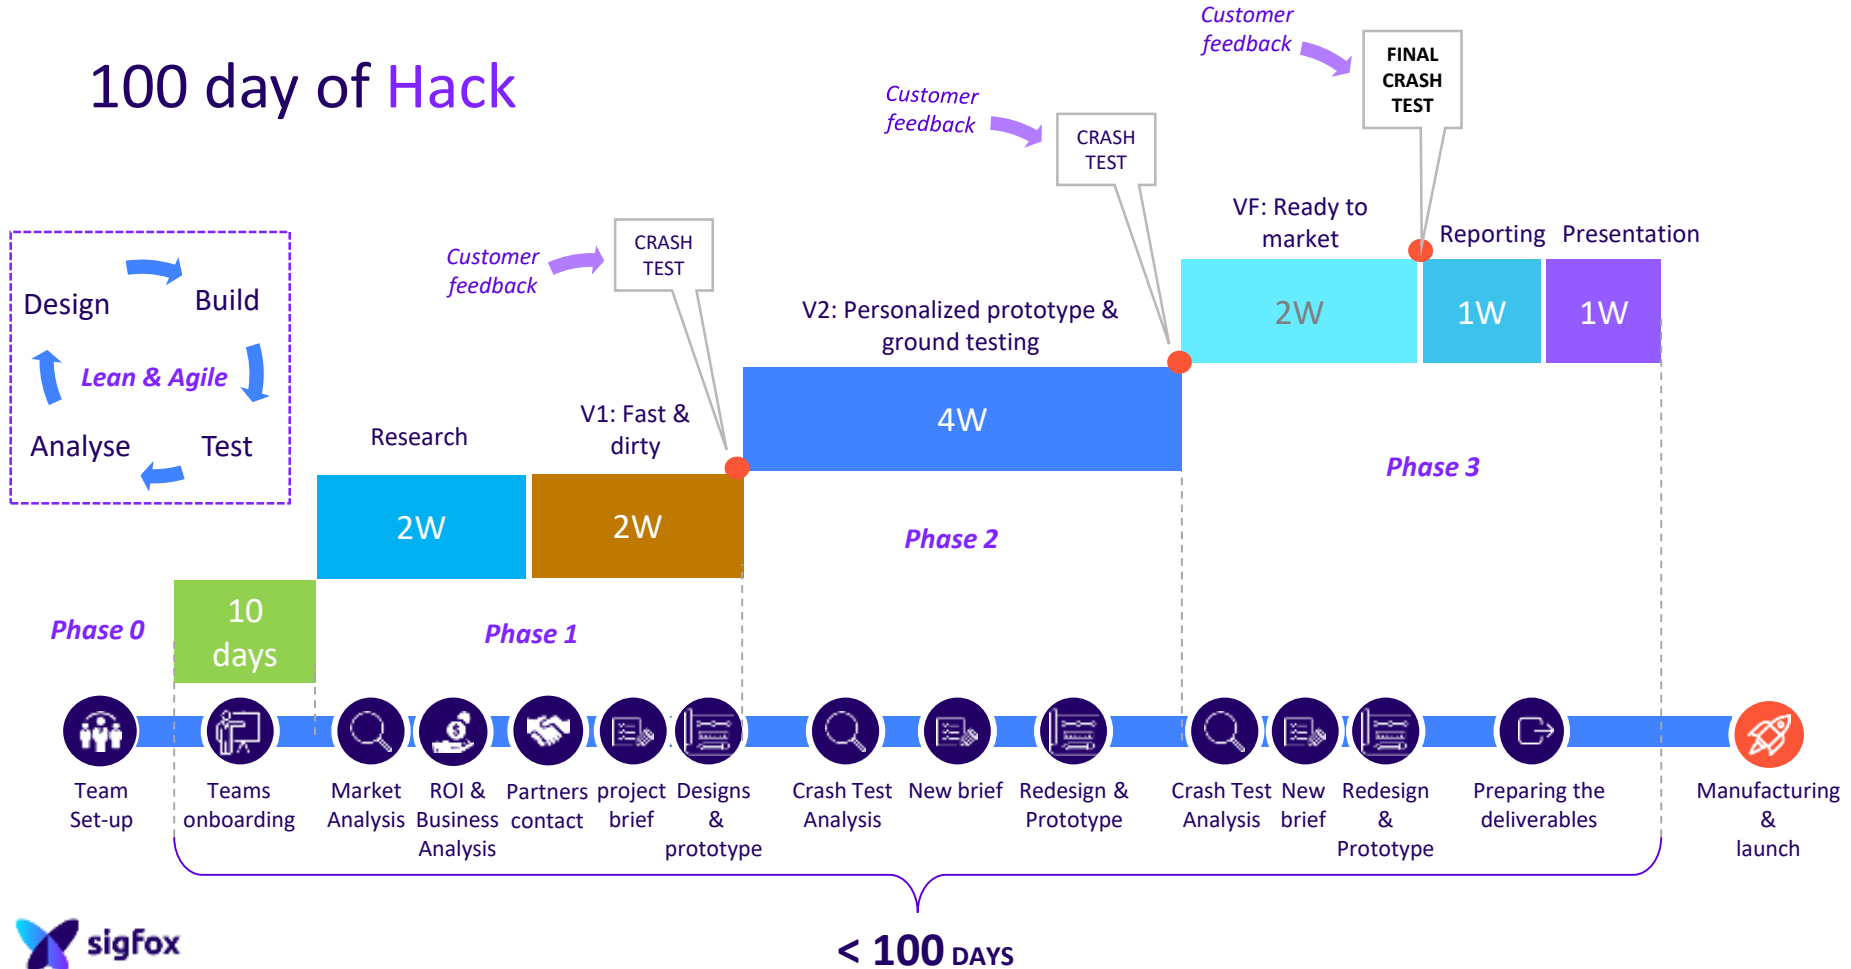 100 day of Hack
Customer
feedback
FINAL
CRASH
TEST
Customer
feedback
CRASH
TEST
VF: Ready to
market
Reporting
Presentation
Customer
feedback
CRASH
TEST
Design
Build
Lean & Agile
Analyse
Test
V2: Personalized prototype &
ground testing
2W
1W
1W
V1: Fast &
dirty
Research
4W
Phase 3
2W
2W
Phase 2
Phase 0
10
days
Phase 1
Team
Set-up
Teams
onboarding
Market
Analysis
ROI &
Business
Analysis
Partners
contact
project
brief
Designs
&
prototype
Crash Test
Analysis
New brief
Redesign &
Prototype
Crash Test
Analysis
New
brief
Redesign
&
Prototype
Preparing the
deliverables
Manufacturing
&
launch
sigfox
< 100 DAYS